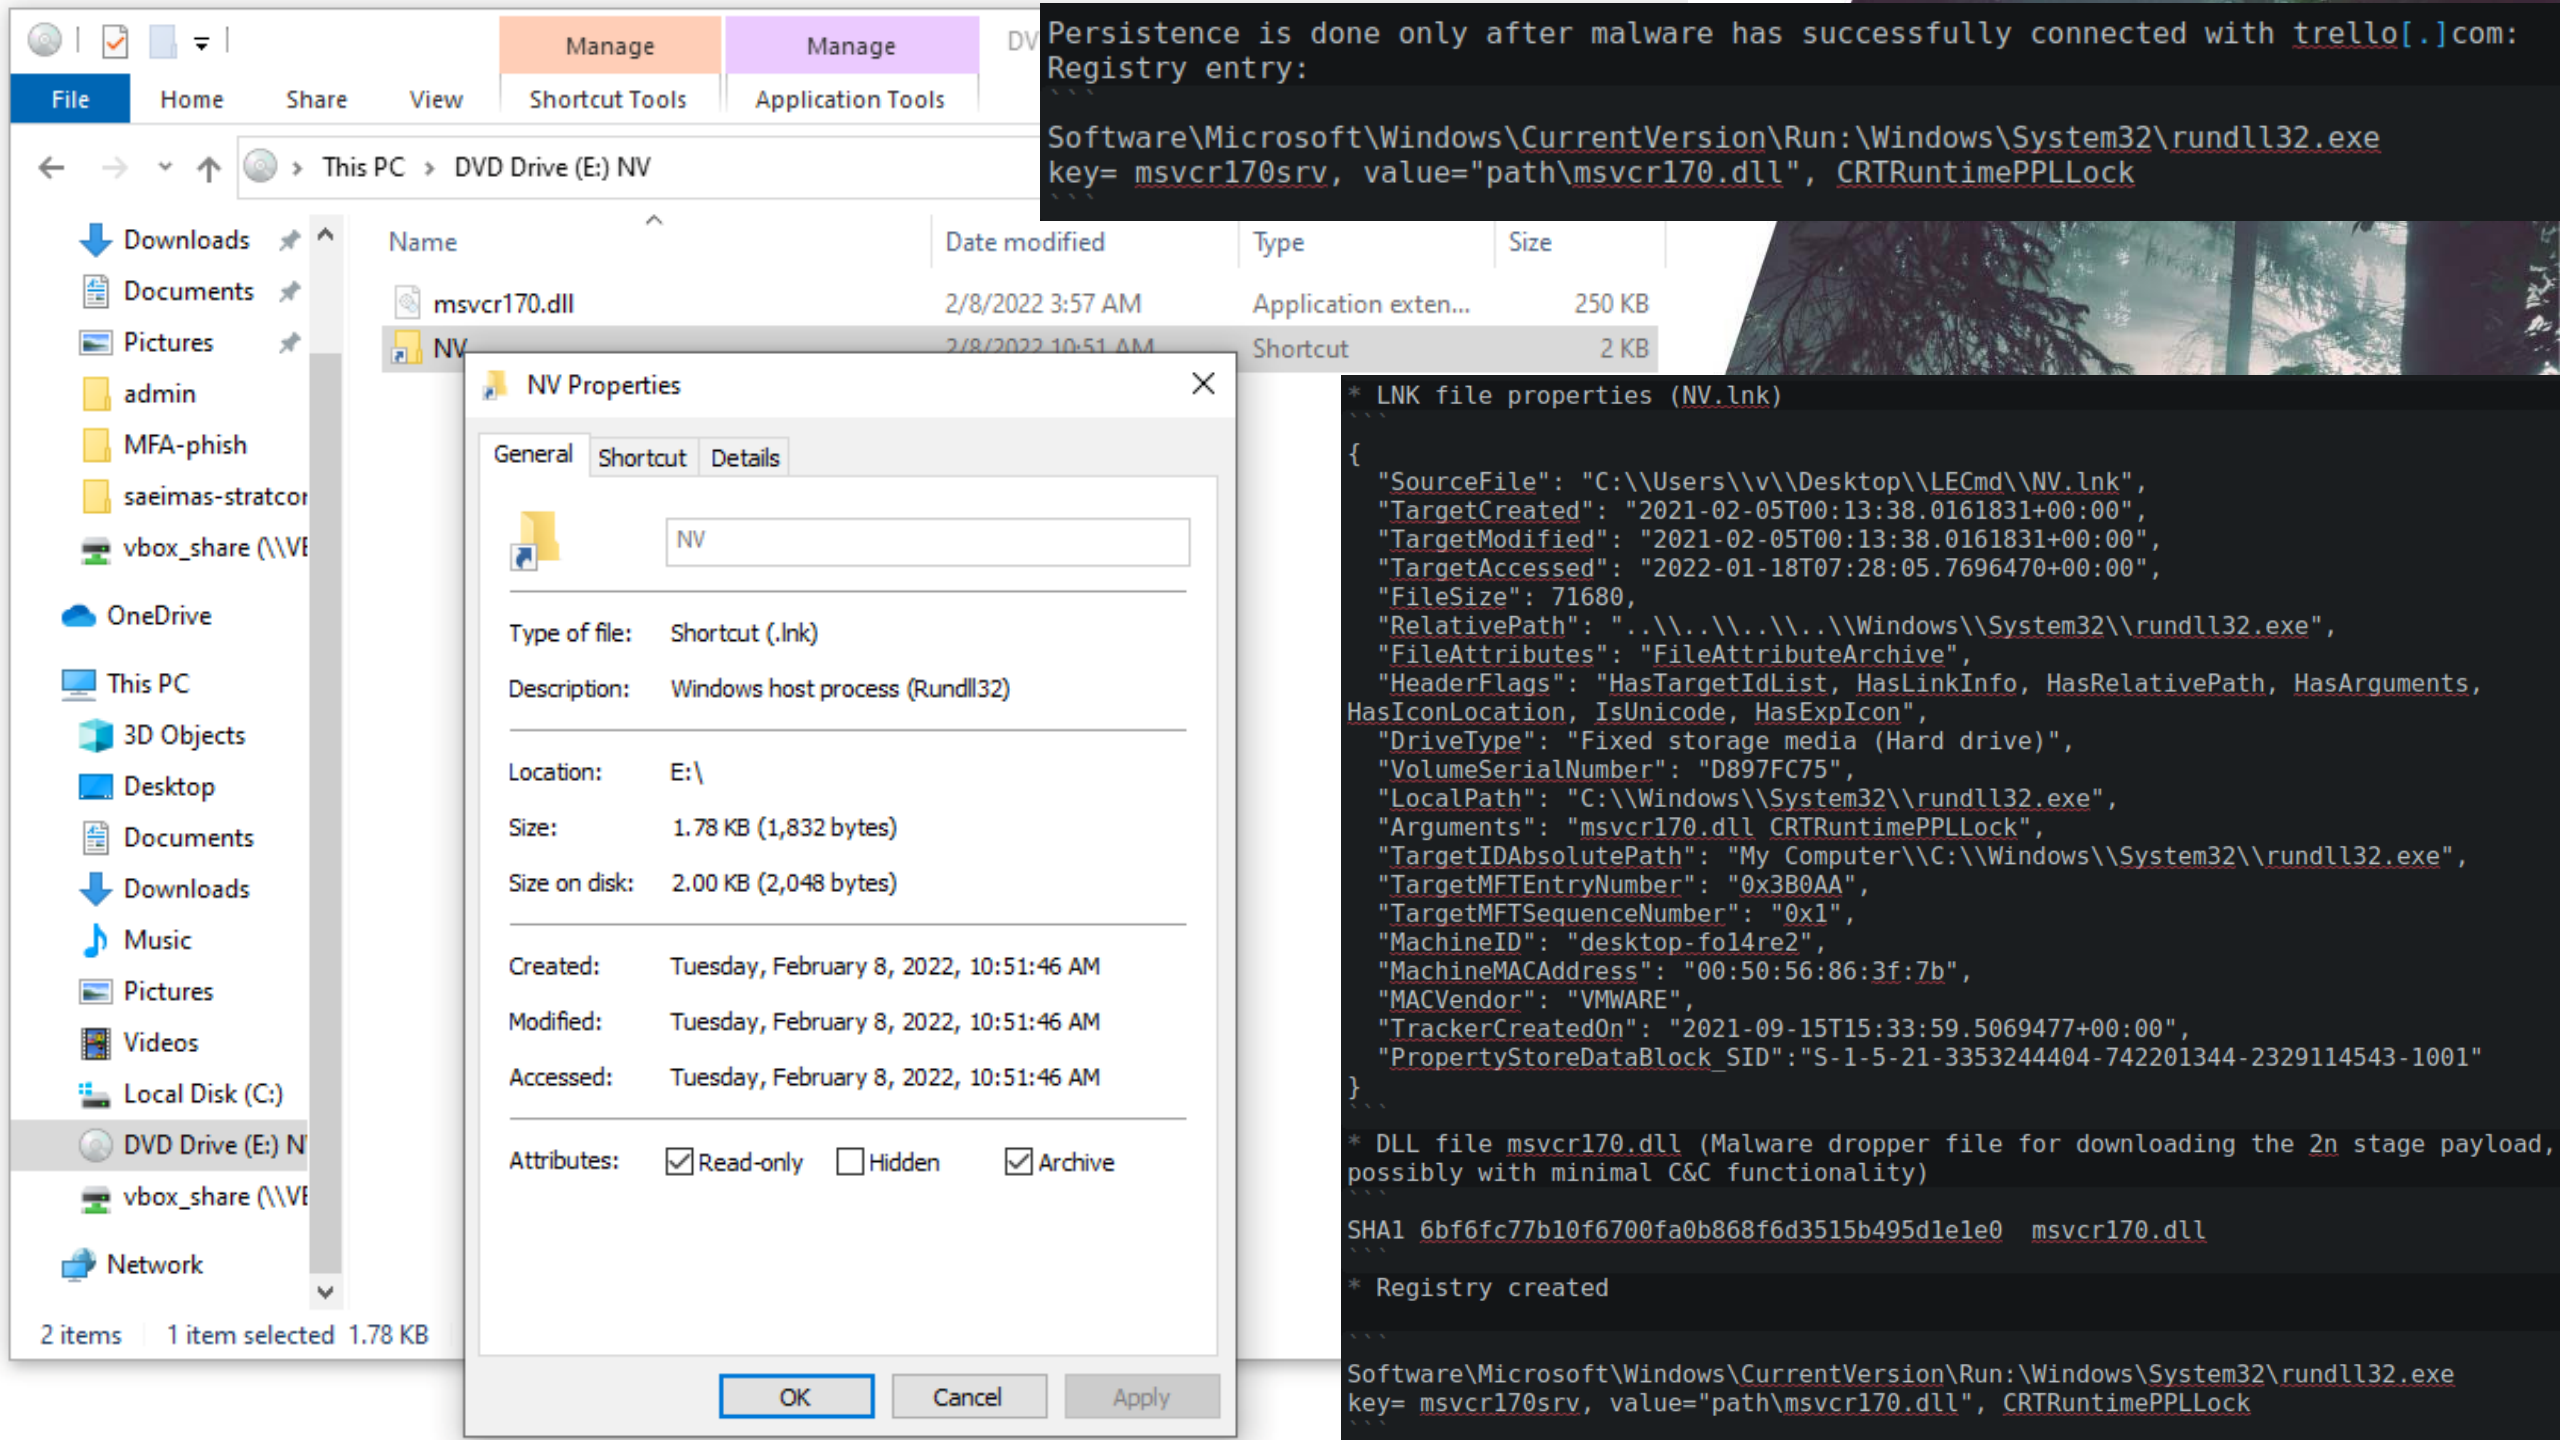 Manage
Manage
DV
File
Home
Share
View
Shortcut Tools
Application Tools
This PC
DVD Drive (E:) NV
Persistence is done only after malware has successfully connected with trello[.]com:
Registry entry:
```
Software\Microsoft\Windows\CurrentVersion\Run:\Windows\System32\rundll32.exe
key= msvcr170srv, value="path\msvcr170.dll", CRTRuntimePPLLock
```
Downloads
Documents
Pictures
admin
MFA-phish
saeimas-stratcor
vbox_share (\\VE
OneDrive
This PC
3D Objects
Desktop
Documents
Downloads
Music
Pictures
Videos
Local Disk (C:)
DVD Drive (E:) N
vbox_share (\\VE
Network
2 items
1 item selected 1.78 KB
Name
Date modified
Type
Size
msvcr170.dll
2/8/2022 3:57 AM
Application exten...
250 KB
NV
2/8/2022 10:51 AM
Shortcut
2 KB
NV Properties
General
Shortcut
Details
NV
Type of file: Shortcut (.lnk)
Description: Windows host process (Rundll32)
Location: E:\
Size: 1.78 KB (1,832 bytes)
Size on disk: 2.00 KB (2,048 bytes)
Created: Tuesday, February 8, 2022, 10:51:46 AM
Modified: Tuesday, February 8, 2022, 10:51:46 AM
Accessed: Tuesday, February 8, 2022, 10:51:46 AM
Attributes: Read-only Hidden Archive
OK
Cancel
Apply
* LNK file properties (NV.lnk)
```
{
"SourceFile": "C:\\Users\\v\\Desktop\\LECmd\\NV.lnk",
"TargetCreated": "2021-02-05T00:13:38.0161831+00:00",
"TargetModified": "2021-02-05T00:13:38.0161831+00:00",
"TargetAccessed": "2022-01-18T07:28:05.7696470+00:00",
"FileSize": 71680,
"RelativePath": "..\\..\\..\\..\\Windows\\System32\\rundll32.exe",
"FileAttributes": "FileAttributeArchive",
"HeaderFlags": "HasTargetIdList, HasLinkInfo, HasRelativePath, HasArguments,
HasIconLocation, IsUnicode, HasExpIcon",
"DriveType": "Fixed storage media (Hard drive)",
"VolumeSerialNumber": "D897FC75",
"LocalPath": "C:\\Windows\\System32\\rundll32.exe",
"Arguments": "msvcr170.dll CRTRuntimePPLLock",
"TargetIDAbsolutePath": "My Computer\\C:\\Windows\\System32\\rundll32.exe",
"TargetMFTEntryNumber": "0x3B0AA",
"TargetMFTSequenceNumber": "0x1",
"MachineID": "desktop-fo14re2",
"MachineMACAddress": "00:50:56:86:3f:7b",
"MACVendor": "VMWARE",
"TrackerCreatedOn": "2021-09-15T15:33:59.5069477+00:00",
"PropertyStoreDataBlock_SID":"S-1-5-21-3353244404-742201344-2329114543-1001"
}
```
* DLL file msvcr170.dll (Malware dropper file for downloading the 2n stage payload,
possibly with minimal C&C functionality)
```
SHA1 6bf6fc77b10f6700fa0b868f6d3515b495d1e1e0 msvcr170.dll
```
* Registry created
```
Software\Microsoft\Windows\CurrentVersion\Run:\Windows\System32\rundll32.exe
key= msvcr170srv, value="path\msvcr170.dll", CRTRuntimePPLLock
```